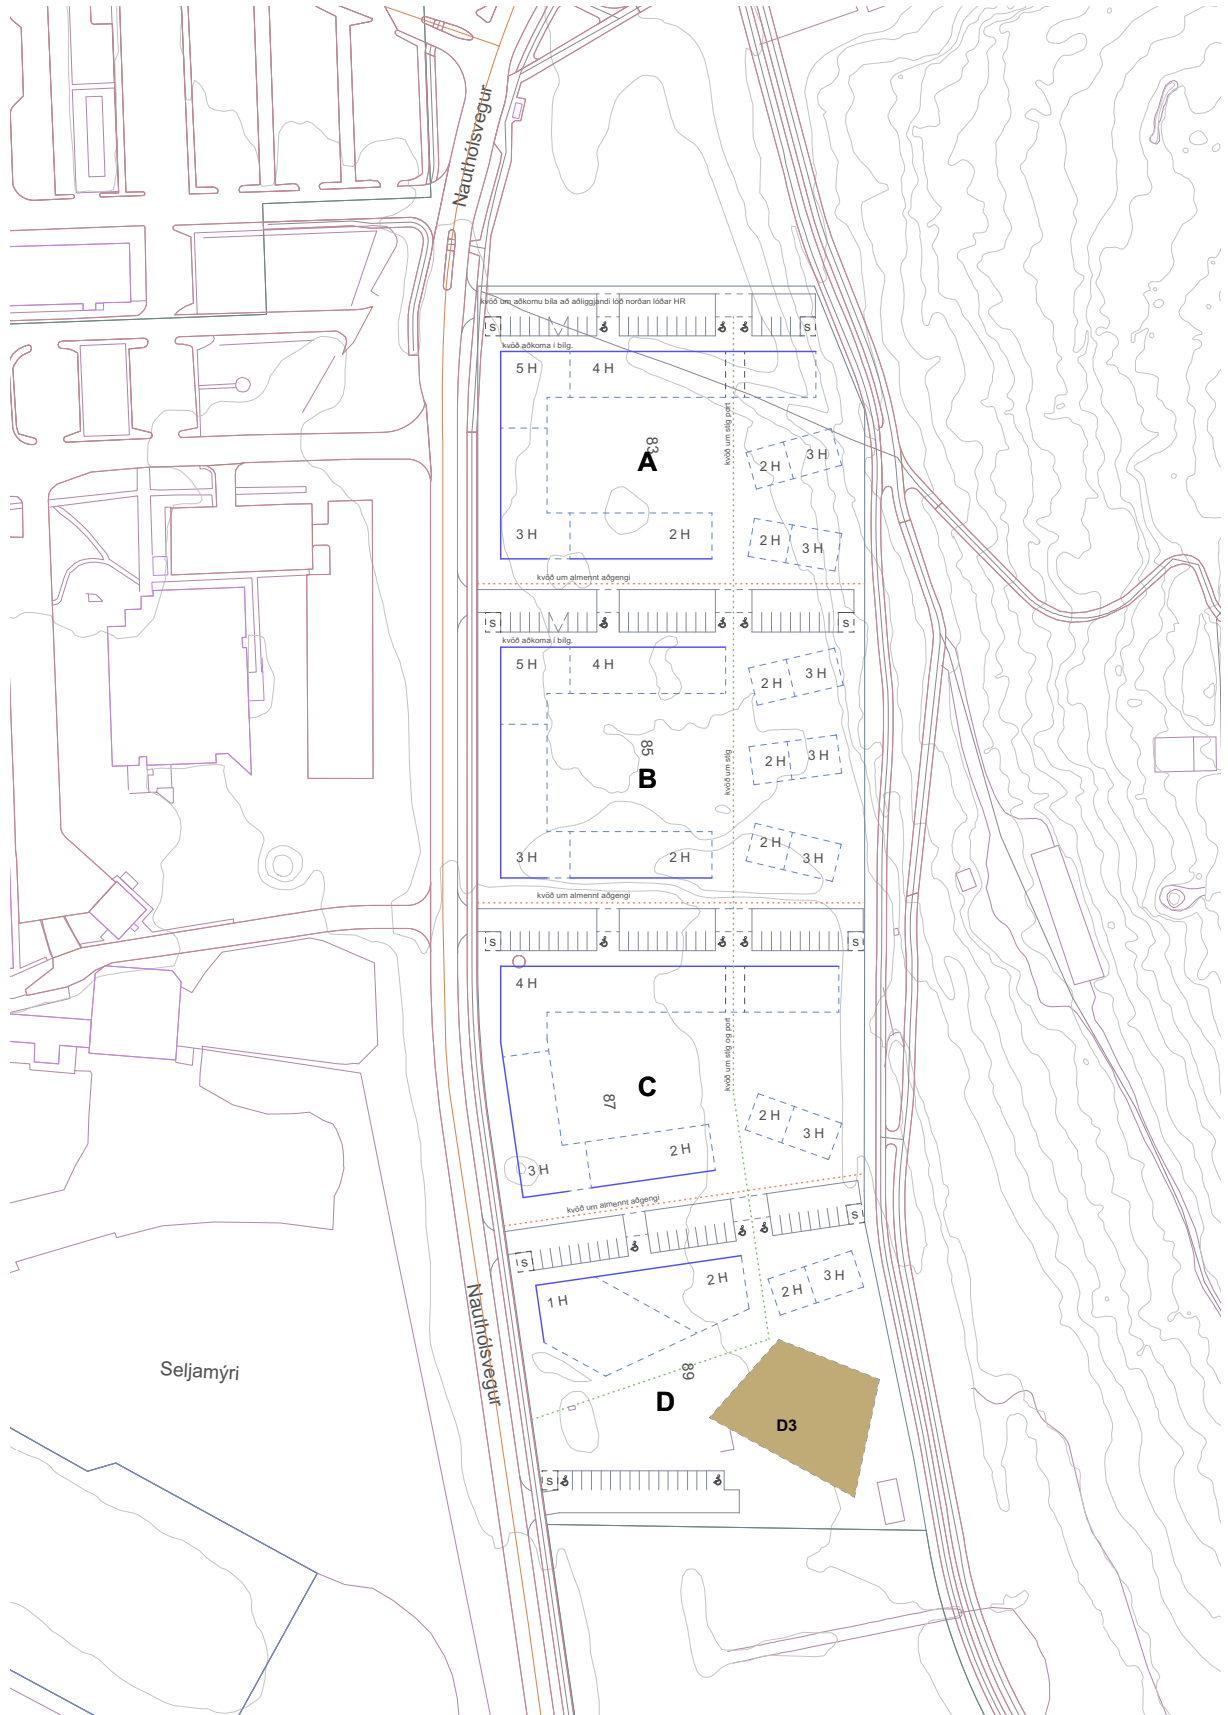 Nauthólsvegur
kvöð um aðkomu bíla að aðliggjandi lóð norðan lóðar HR
S
S
kvöð aðkoma í bílg.
5 H
4 H
kvöð um stíg port
83
A
2 H
3 H
3 H
2 H
2 H
3 H
kvöð um almennt aðgengi
S
S
kvöð aðkoma í bílg.
5 H
4 H
2 H
3 H
85
B
kvöð um stíg
2 H
3 H
3 H
2 H
2 H
3 H
kvöð um almennt aðgengi
S
S
4 H
kvöð um stíg og port
87
C
2 H
3 H
3 H
2 H
kvöð um almennt aðgengi
S
S
1 H
2 H
2 H
3 H
Nauthólsvegur
Seljamýri
89
D
D3
S